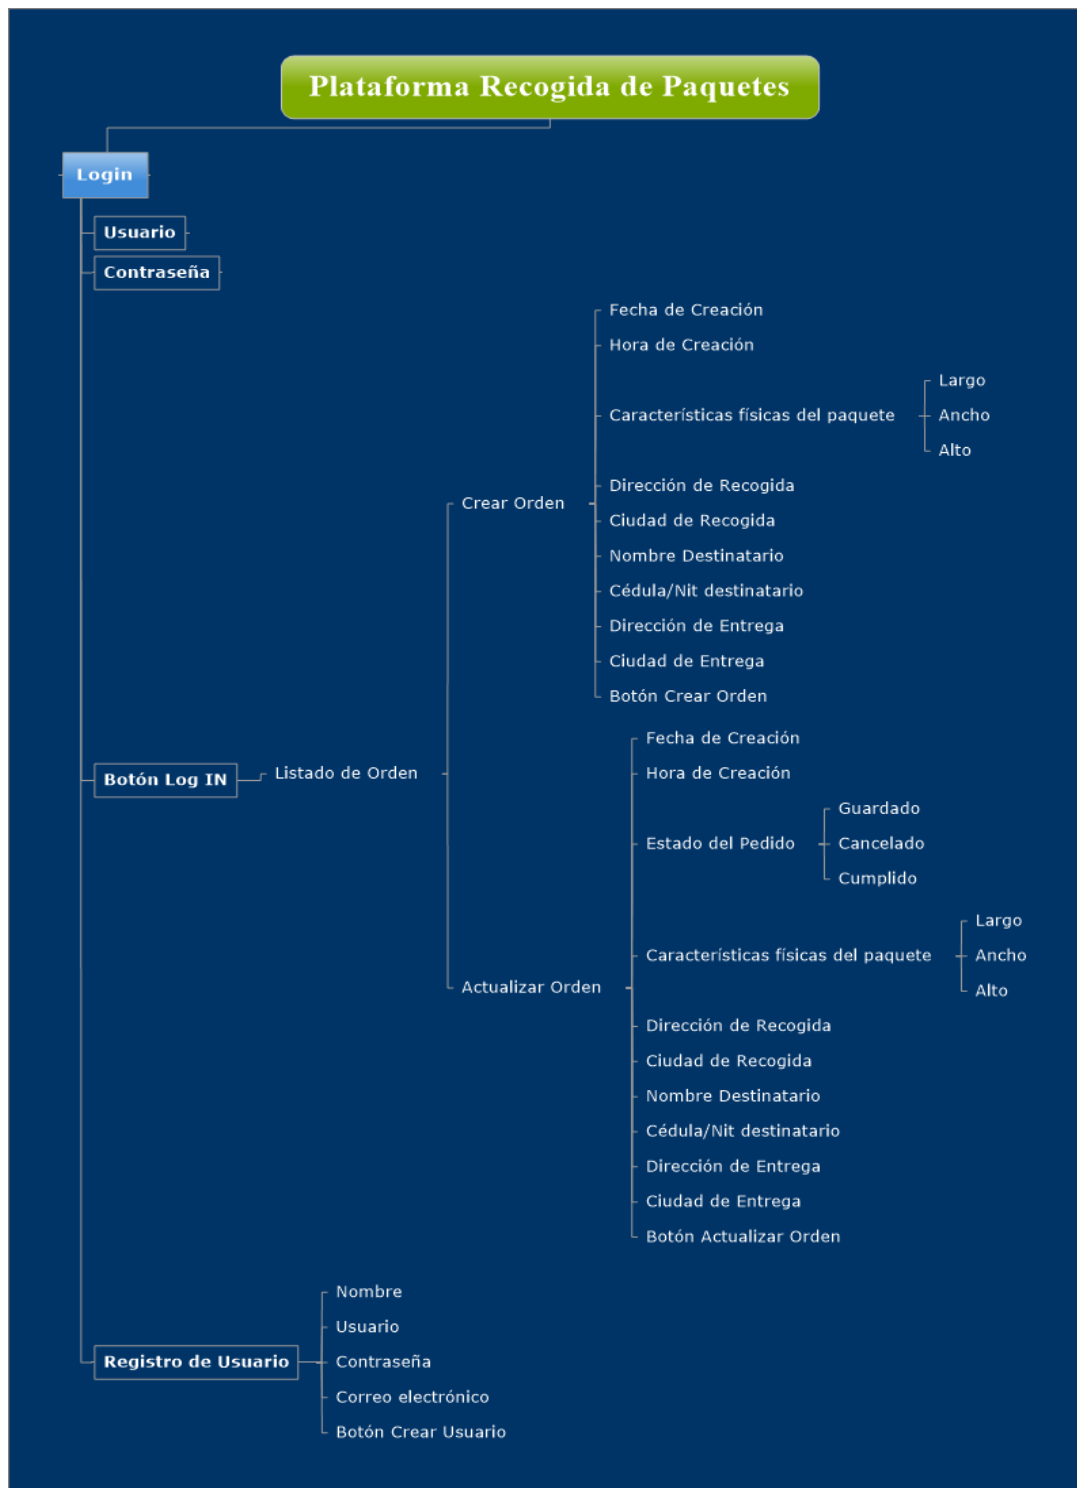 Plataforma Recogida de Paquetes
Login
Usuario
Contraseña
Botón Log IN
Listado de Orden
Crear Orden
Fecha de Creación
Hora de Creación
Características físicas del paquete
Largo
Ancho
Alto
Dirección de Recogida
Ciudad de Recogida
Nombre Destinatario
Cédula/Nit destinatario
Dirección de Entrega
Ciudad de Entrega
Botón Crear Orden
Actualizar Orden
Fecha de Creación
Hora de Creación
Estado del Pedido
Guardado
Cancelado
Cumplido
Características físicas del paquete
Largo
Ancho
Alto
Dirección de Recogida
Ciudad de Recogida
Nombre Destinatario
Cédula/Nit destinatario
Dirección de Entrega
Ciudad de Entrega
Botón Actualizar Orden
Registro de Usuario
Nombre
Usuario
Contraseña
Correo electrónico
Botón Crear Usuario